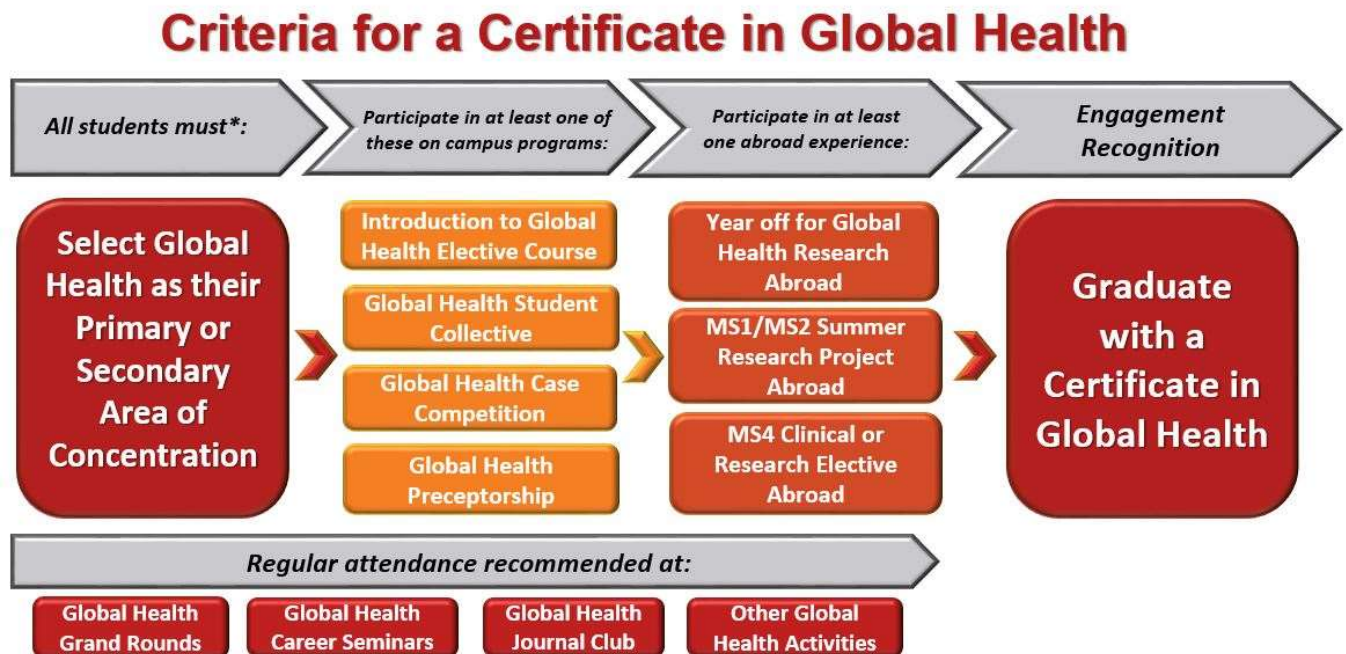 Criteria for a Certificate in Global Health
All students must*:
Participate in at least one of
these on campus programs:
Participate in at least
one abroad experience:
Engagement
Recognition
Select Global
Health as their
Primary or
Secondary
Area of
Concentration
Introduction to Global
Health Elective Course
Global Health Student
Collective
Global Health Case
Competition
Global Health
Preceptorship
Year off for Global
Health Research
Abroad
MS1/MS2 Summer
Research Project
Abroad
MS4 Clinical or
Research Elective
Abroad
Graduate
with a
Certificate in
Global Health
Regular attendance recommended at:
Global Health
Grand Rounds
Global Health
Career Seminars
Global Health
Journal Club
Other Global
Health Activities